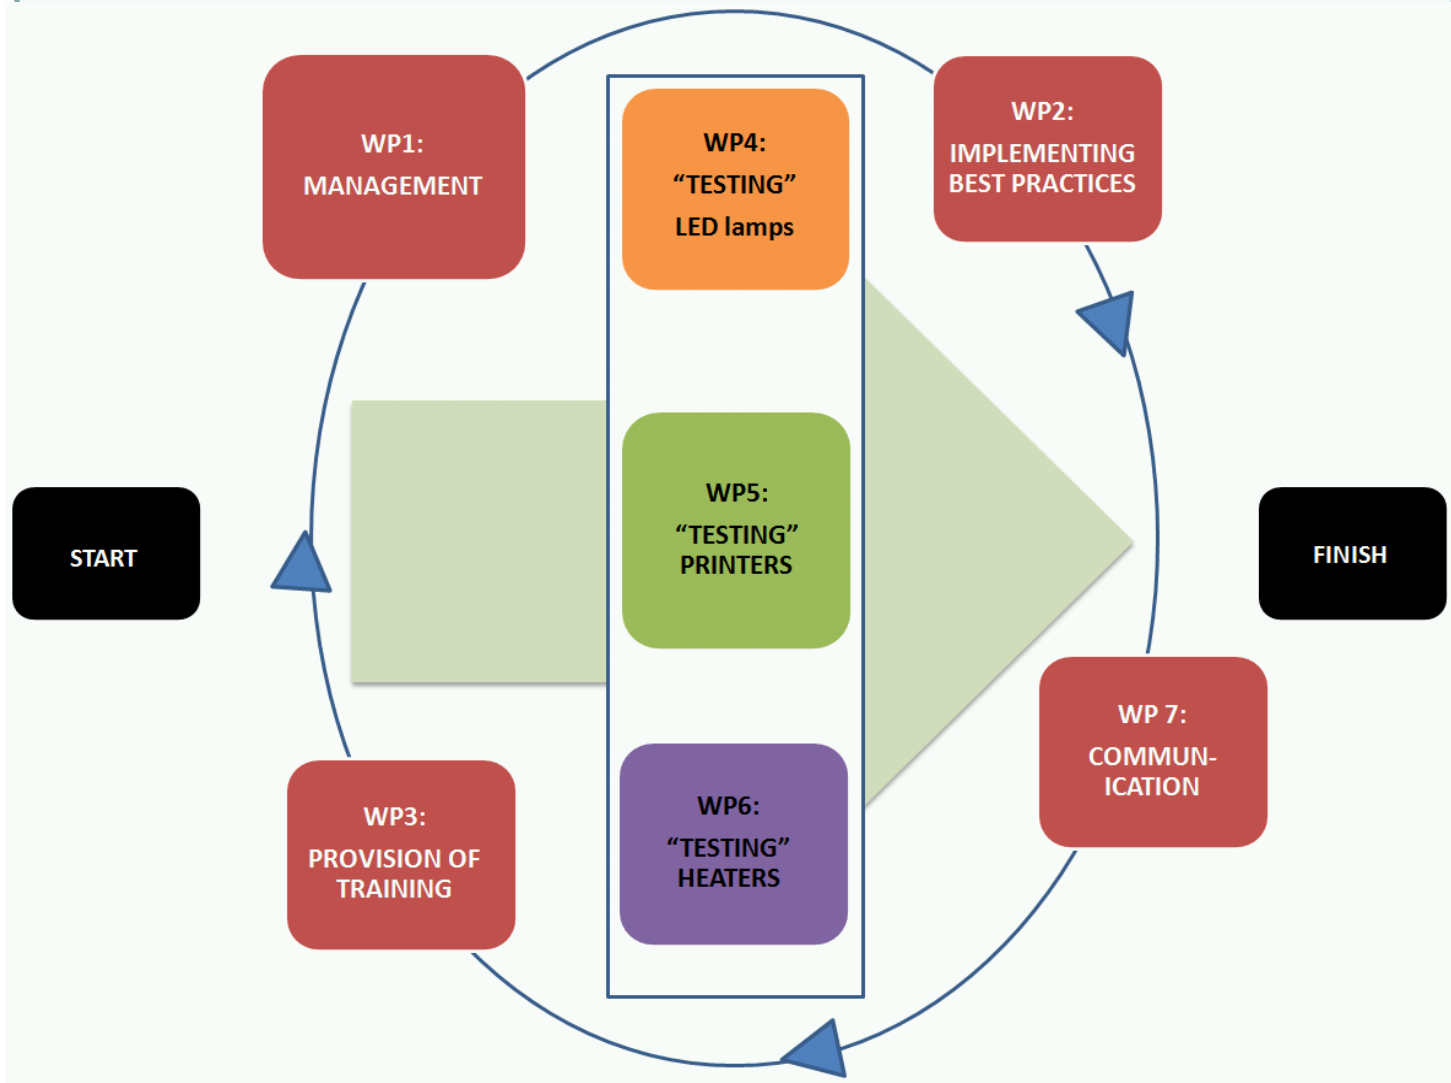 WP1:
MANAGEMENT
WP4:
“TESTING”
LED lamps
WP2:
IMPLEMENTING
BEST PRACTICES
START
WP5:
“TESTING”
PRINTERS
FINISH
WP3:
PROVISION OF
TRAINING
WP6:
“TESTING”
HEATERS
WP 7:
COMMUN-
ICATION